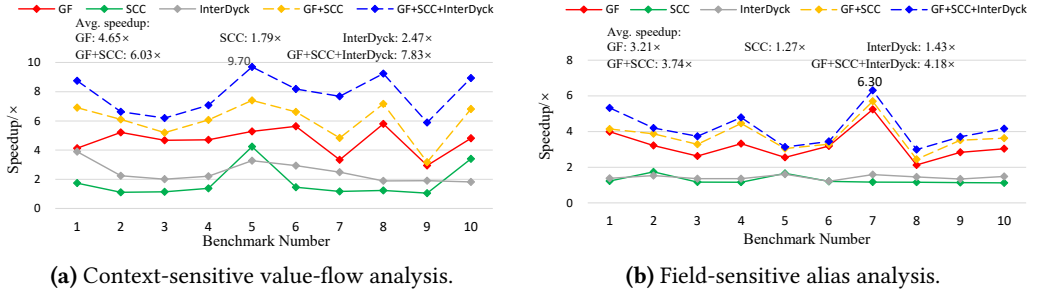 GF SCC InterDyck GF+SCC GF+SCC+InterDyck
Avg. speedup:
GF: 4.65× SCC: 1.79× InterDyck: 2.47×
GF+SCC: 6.03× GF+SCC+InterDyck: 7.83×
9.70
10
8
6
4
2
0
Speedup/×
1 2 3 4 5 6 7 8 9 10
Benchmark Number
(a) Context-sensitive value-flow analysis.
GF SCC InterDyck GF+SCC GF+SCC+InterDyck
Avg. speedup:
GF: 3.21× SCC: 1.27× InterDyck: 1.43×
GF+SCC: 3.74× GF+SCC+InterDyck: 4.18×
6.30
8
6
4
2
0
Speedup/×
1 2 3 4 5 6 7 8 9 10
Benchmark Number
(b) Field-sensitive alias analysis.